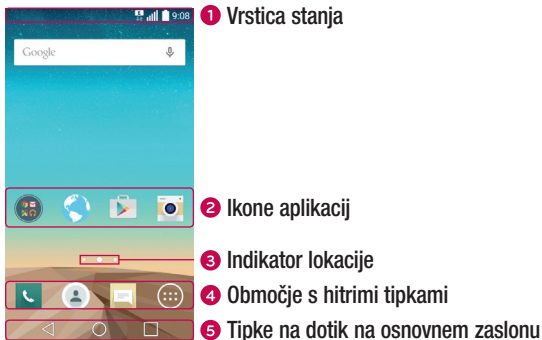 9:08
1 Vrstica stanja
Google
2 Ikone aplikacij
3 Indikator lokacije
4 Območje s hitrimi tipkami
5 Tipke na dotik na osnovnem zaslonu